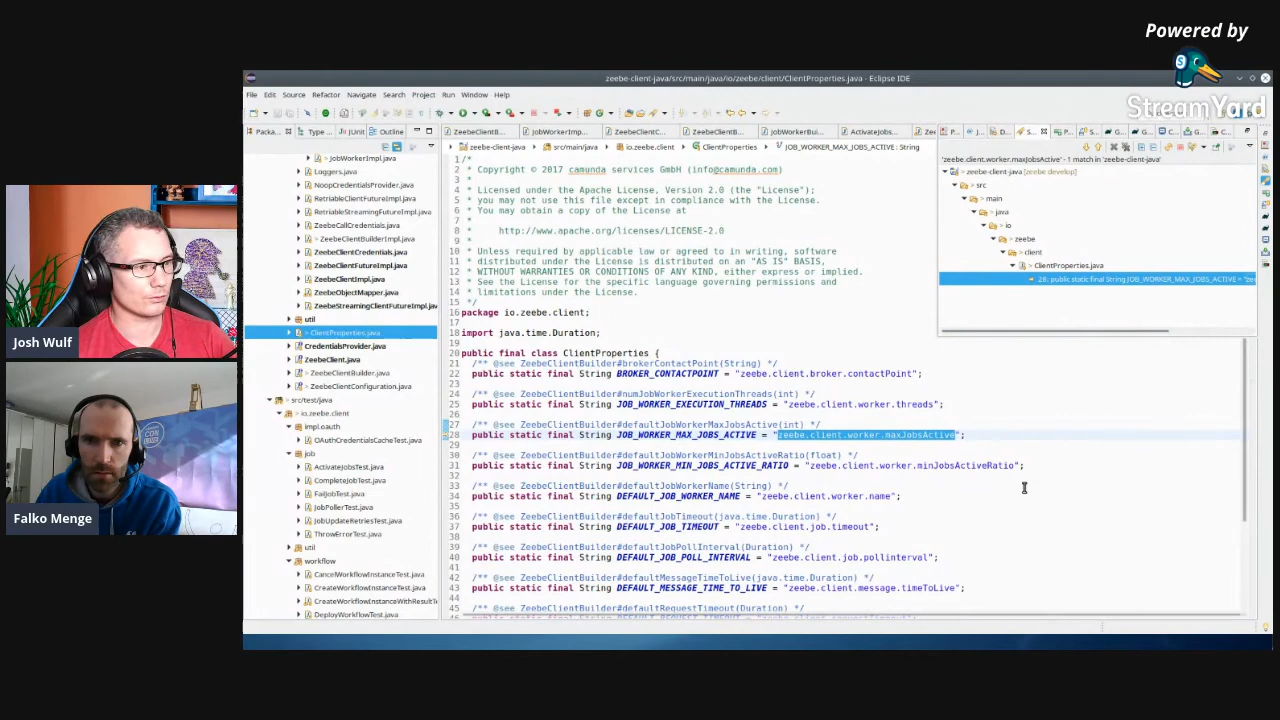 Powered by
StreamYard
zeebe-client-java/src/main/java/io/zeebe/client/ClientProperties.java - Eclipse IDE
File Edit Source Refactor Navigate Search Project Run Window Help
Packa... Type ... JUnit Outline
ZeebeClientB... JobWorkerImp... ZeebeClientC... ZeebeClientB... JobWorkerBui... ActivateJobs...
zeebe-client-java src/main/java io.zeebe.client ClientProperties JOB_WORKER_MAX_JOBS_ACTIVE : String
JobWorkerImpl.java
Loggers.java
NoopCredentialsProvider.java
RetriableClientFutureImpl.java
RetriableStreamingFutureImpl.java
ZeebeCallCredentials.java
> ZeebeClientBuilderImpl.java
ZeebeClientCredentials.java
ZeebeClientFutureImpl.java
ZeebeClientImpl.java
ZeebeObjectMapper.java
ZeebeStreamingClientFutureImpl.java
util
> ClientProperties.java
CredentialsProvider.java
ZeebeClient.java
> ZeebeClientBuilder.java
> ZeebeClientConfiguration.java
src/test/java
io.zeebe.client
impl.oauth
OAuthCredentialsCacheTest.java
job
ActivateJobsTest.java
CompleteJobTest.java
FailJobTest.java
JobPollerTest.java
JobUpdateRetriesTest.java
ThrowErrorTest.java
util
workflow
CancelWorkflowInstanceTest.java
CreateWorkflowInstanceTest.java
CreateWorkflowInstanceWithResultT
DeployWorkflowTest.java
1 /*
2 * Copyright © 2017 camunda services GmbH (info@camunda.com)
3 *
4 * Licensed under the Apache License, Version 2.0 (the "License");
5 * you may not use this file except in compliance with the License.
6 * You may obtain a copy of the License at
7 *
8 * http://www.apache.org/licenses/LICENSE-2.0
9 *
10 * Unless required by applicable law or agreed to in writing, software
11 * distributed under the License is distributed on an "AS IS" BASIS,
12 * WITHOUT WARRANTIES OR CONDITIONS OF ANY KIND, either express or implied.
13 * See the License for the specific language governing permissions and
14 * limitations under the License.
15 */
16 package io.zeebe.client;
17
18 import java.time.Duration;
19
20 public final class ClientProperties {
21 /** @see ZeebeClientBuilder#brokerContactPoint(String) */
22 public static final String BROKER_CONTACTPOINT = "zeebe.client.broker.contactPoint";
23
24 /** @see ZeebeClientBuilder#numJobWorkerExecutionThreads(int) */
25 public static final String JOB_WORKER_EXECUTION_THREADS = "zeebe.client.worker.threads";
26
27 /** @see ZeebeClientBuilder#defaultJobWorkerMaxJobsActive(int) */
28 public static final String JOB_WORKER_MAX_JOBS_ACTIVE = "zeebe.client.worker.maxJobsActive";
29
30 /** @see ZeebeClientBuilder#defaultJobWorkerMinJobsActiveRatio(float) */
31 public static final String JOB_WORKER_MIN_JOBS_ACTIVE_RATIO = "zeebe.client.worker.minJobsActiveRatio";
32
33 /** @see ZeebeClientBuilder#defaultJobWorkerName(String) */
34 public static final String DEFAULT_JOB_WORKER_NAME = "zeebe.client.worker.name";
35
36 /** @see ZeebeClientBuilder#defaultJobTimeout(java.time.Duration) */
37 public static final String DEFAULT_JOB_TIMEOUT = "zeebe.client.job.timeout";
38
39 /** @see ZeebeClientBuilder#defaultJobPollInterval(Duration) */
40 public static final String DEFAULT_JOB_POLL_INTERVAL = "zeebe.client.job.pollinterval";
41
42 /** @see ZeebeClientBuilder#defaultMessageTimeToLive(java.time.Duration) */
43 public static final String DEFAULT_MESSAGE_TIME_TO_LIVE = "zeebe.client.message.timeToLive";
44
45 /** @see ZeebeClientBuilder#defaultRequestTimeout(Duration) */
'zeebe.client.worker.maxJobsActive' - 1 match in 'zeebe-client-java'
> zeebe-client-java [zeebe develop]
> src
> main
> java
> io
> zeebe
> client
> ClientProperties.java
28: public static final String JOB_WORKER_MAX_JOBS_ACTIVE = "zee
Josh Wulf
Falko Menge